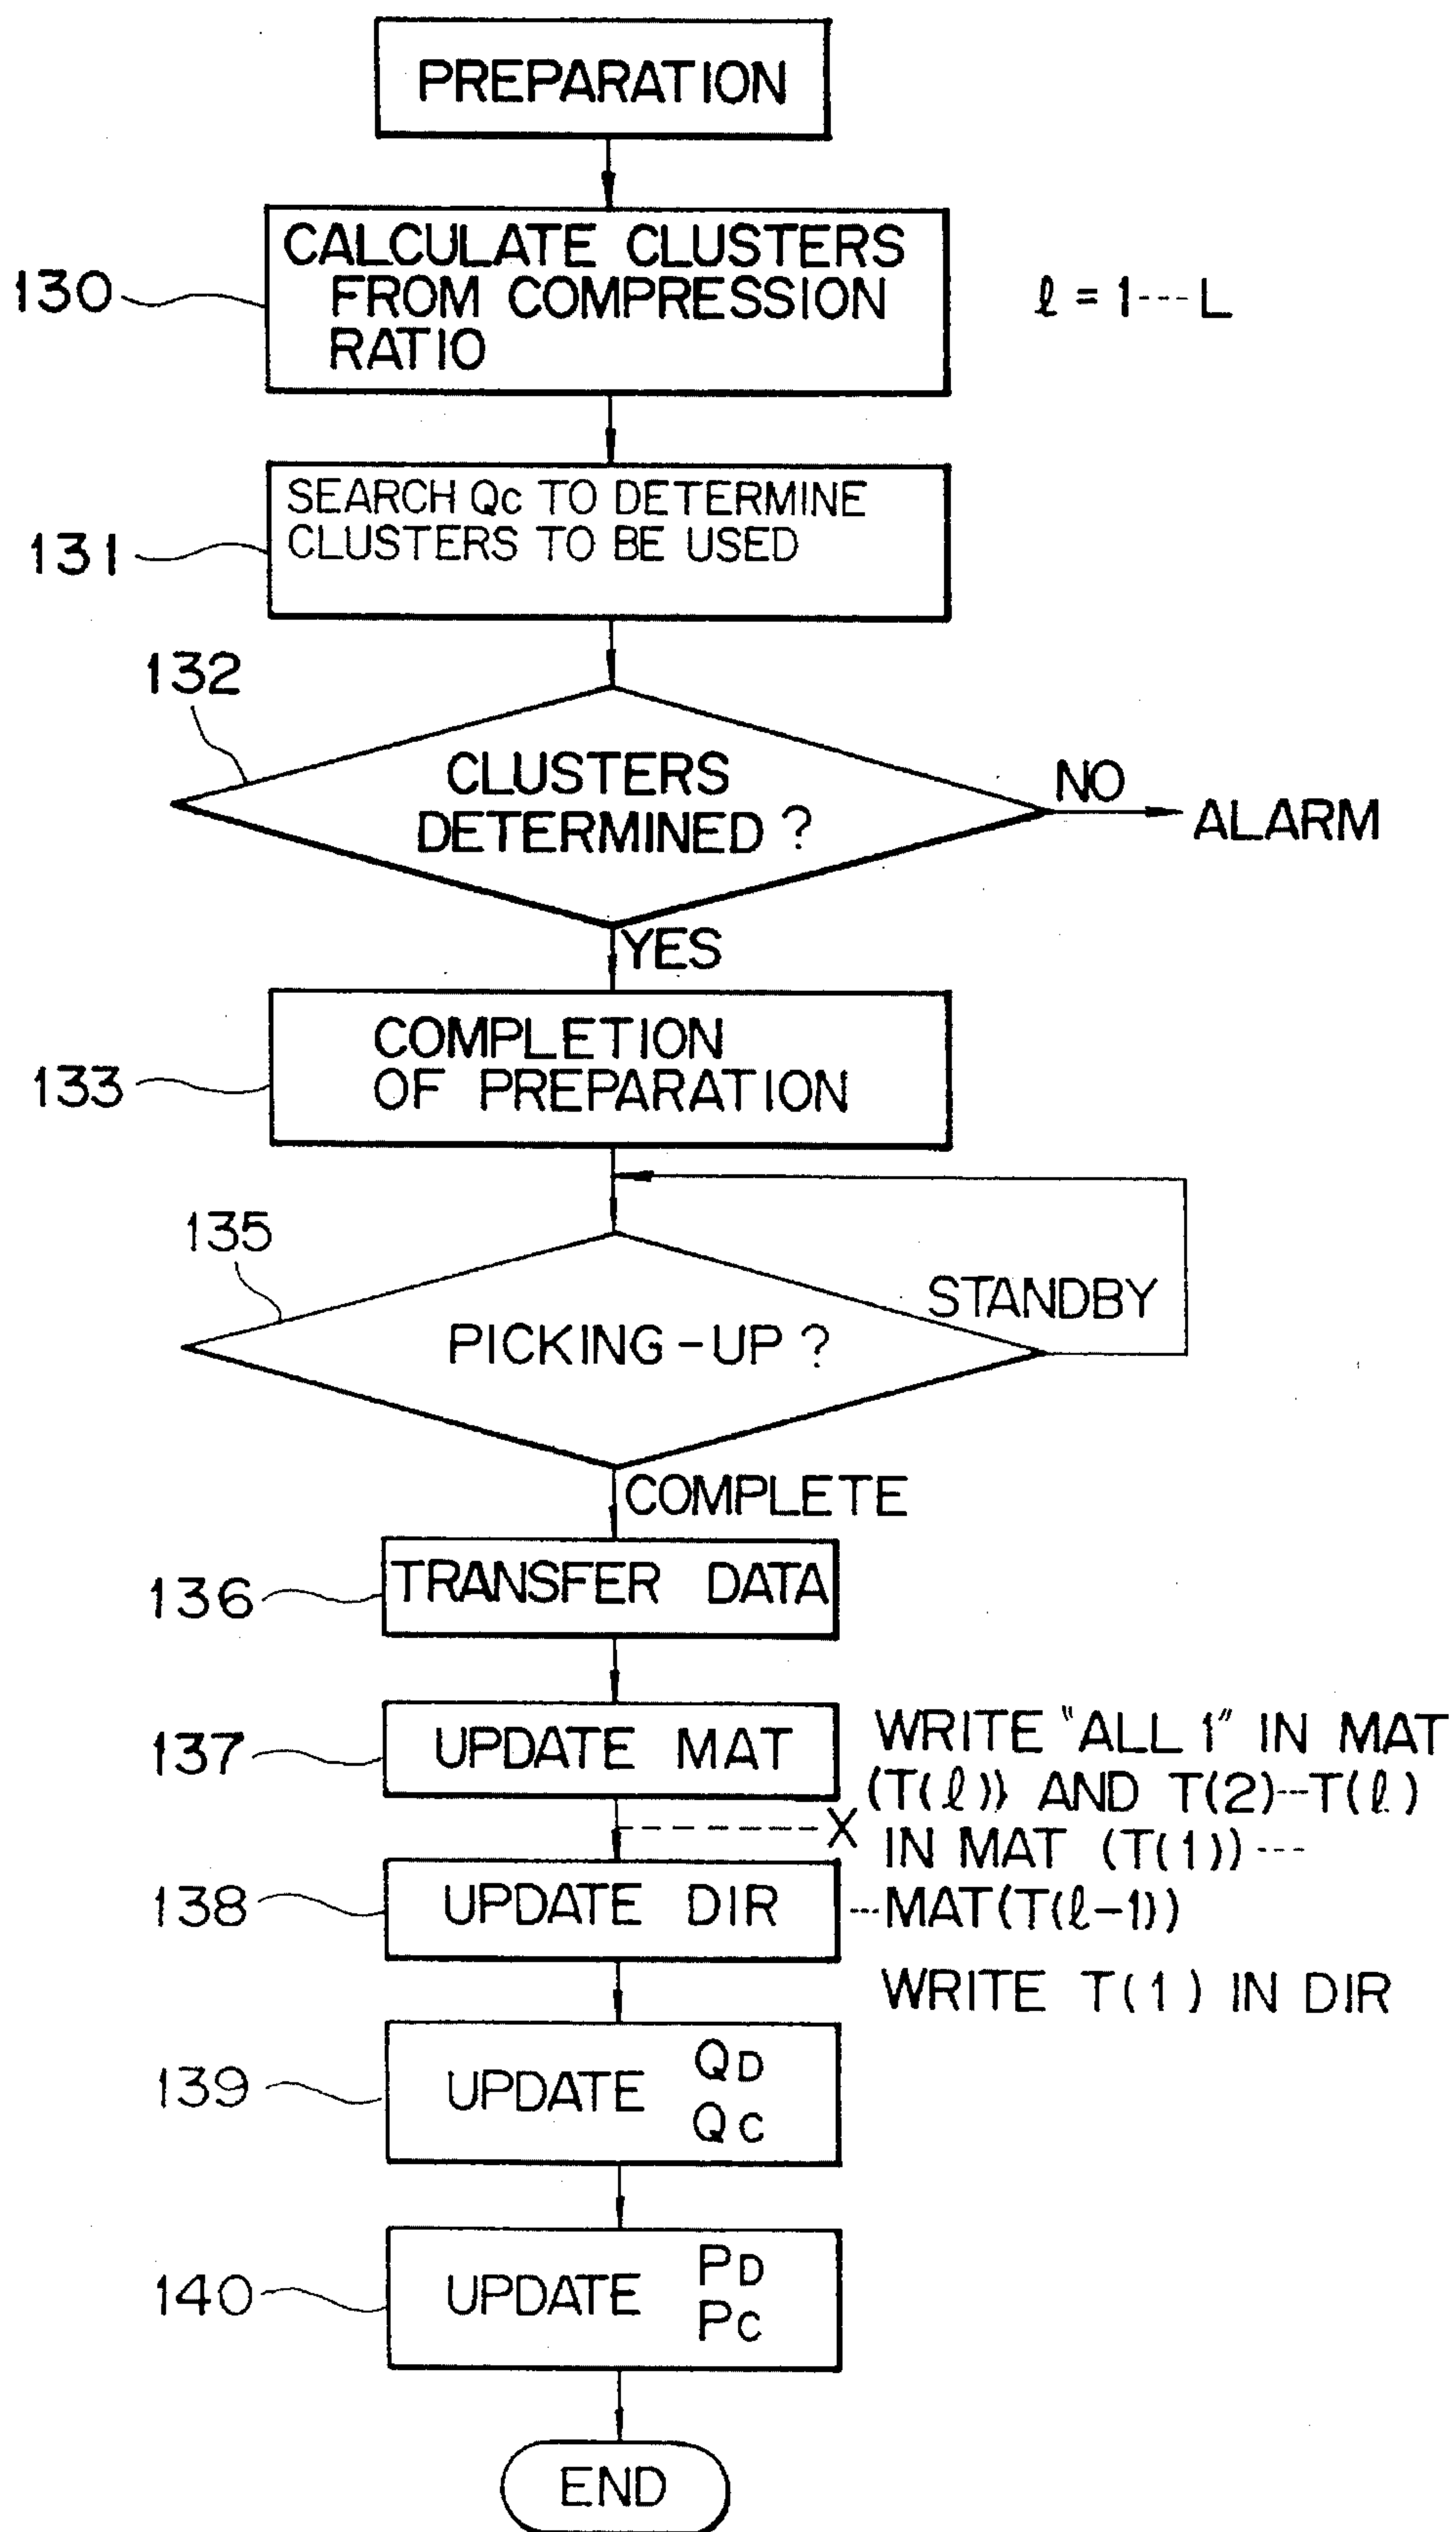 PREPARATION
130
CALCULATE CLUSTERS
FROM COMPRESSION
RATIO
ℓ = 1---L
131
SEARCH Qc TO DETERMINE
CLUSTERS TO BE USED
132
CLUSTERS
DETERMINED ?
NO
ALARM
YES
133
COMPLETION
OF PREPARATION
135
PICKING-UP ?
STANDBY
COMPLETE
136
TRANSFER DATA
137
UPDATE MAT
WRITE "ALL 1" IN MAT
(T(ℓ)) AND T(2)---T(ℓ)
X
IN MAT (T(1)) ---
138
UPDATE DIR
---MAT(T(ℓ-1))
WRITE T(1) IN DIR
139
UPDATE
QD
QC
140
UPDATE
PD
PC
END